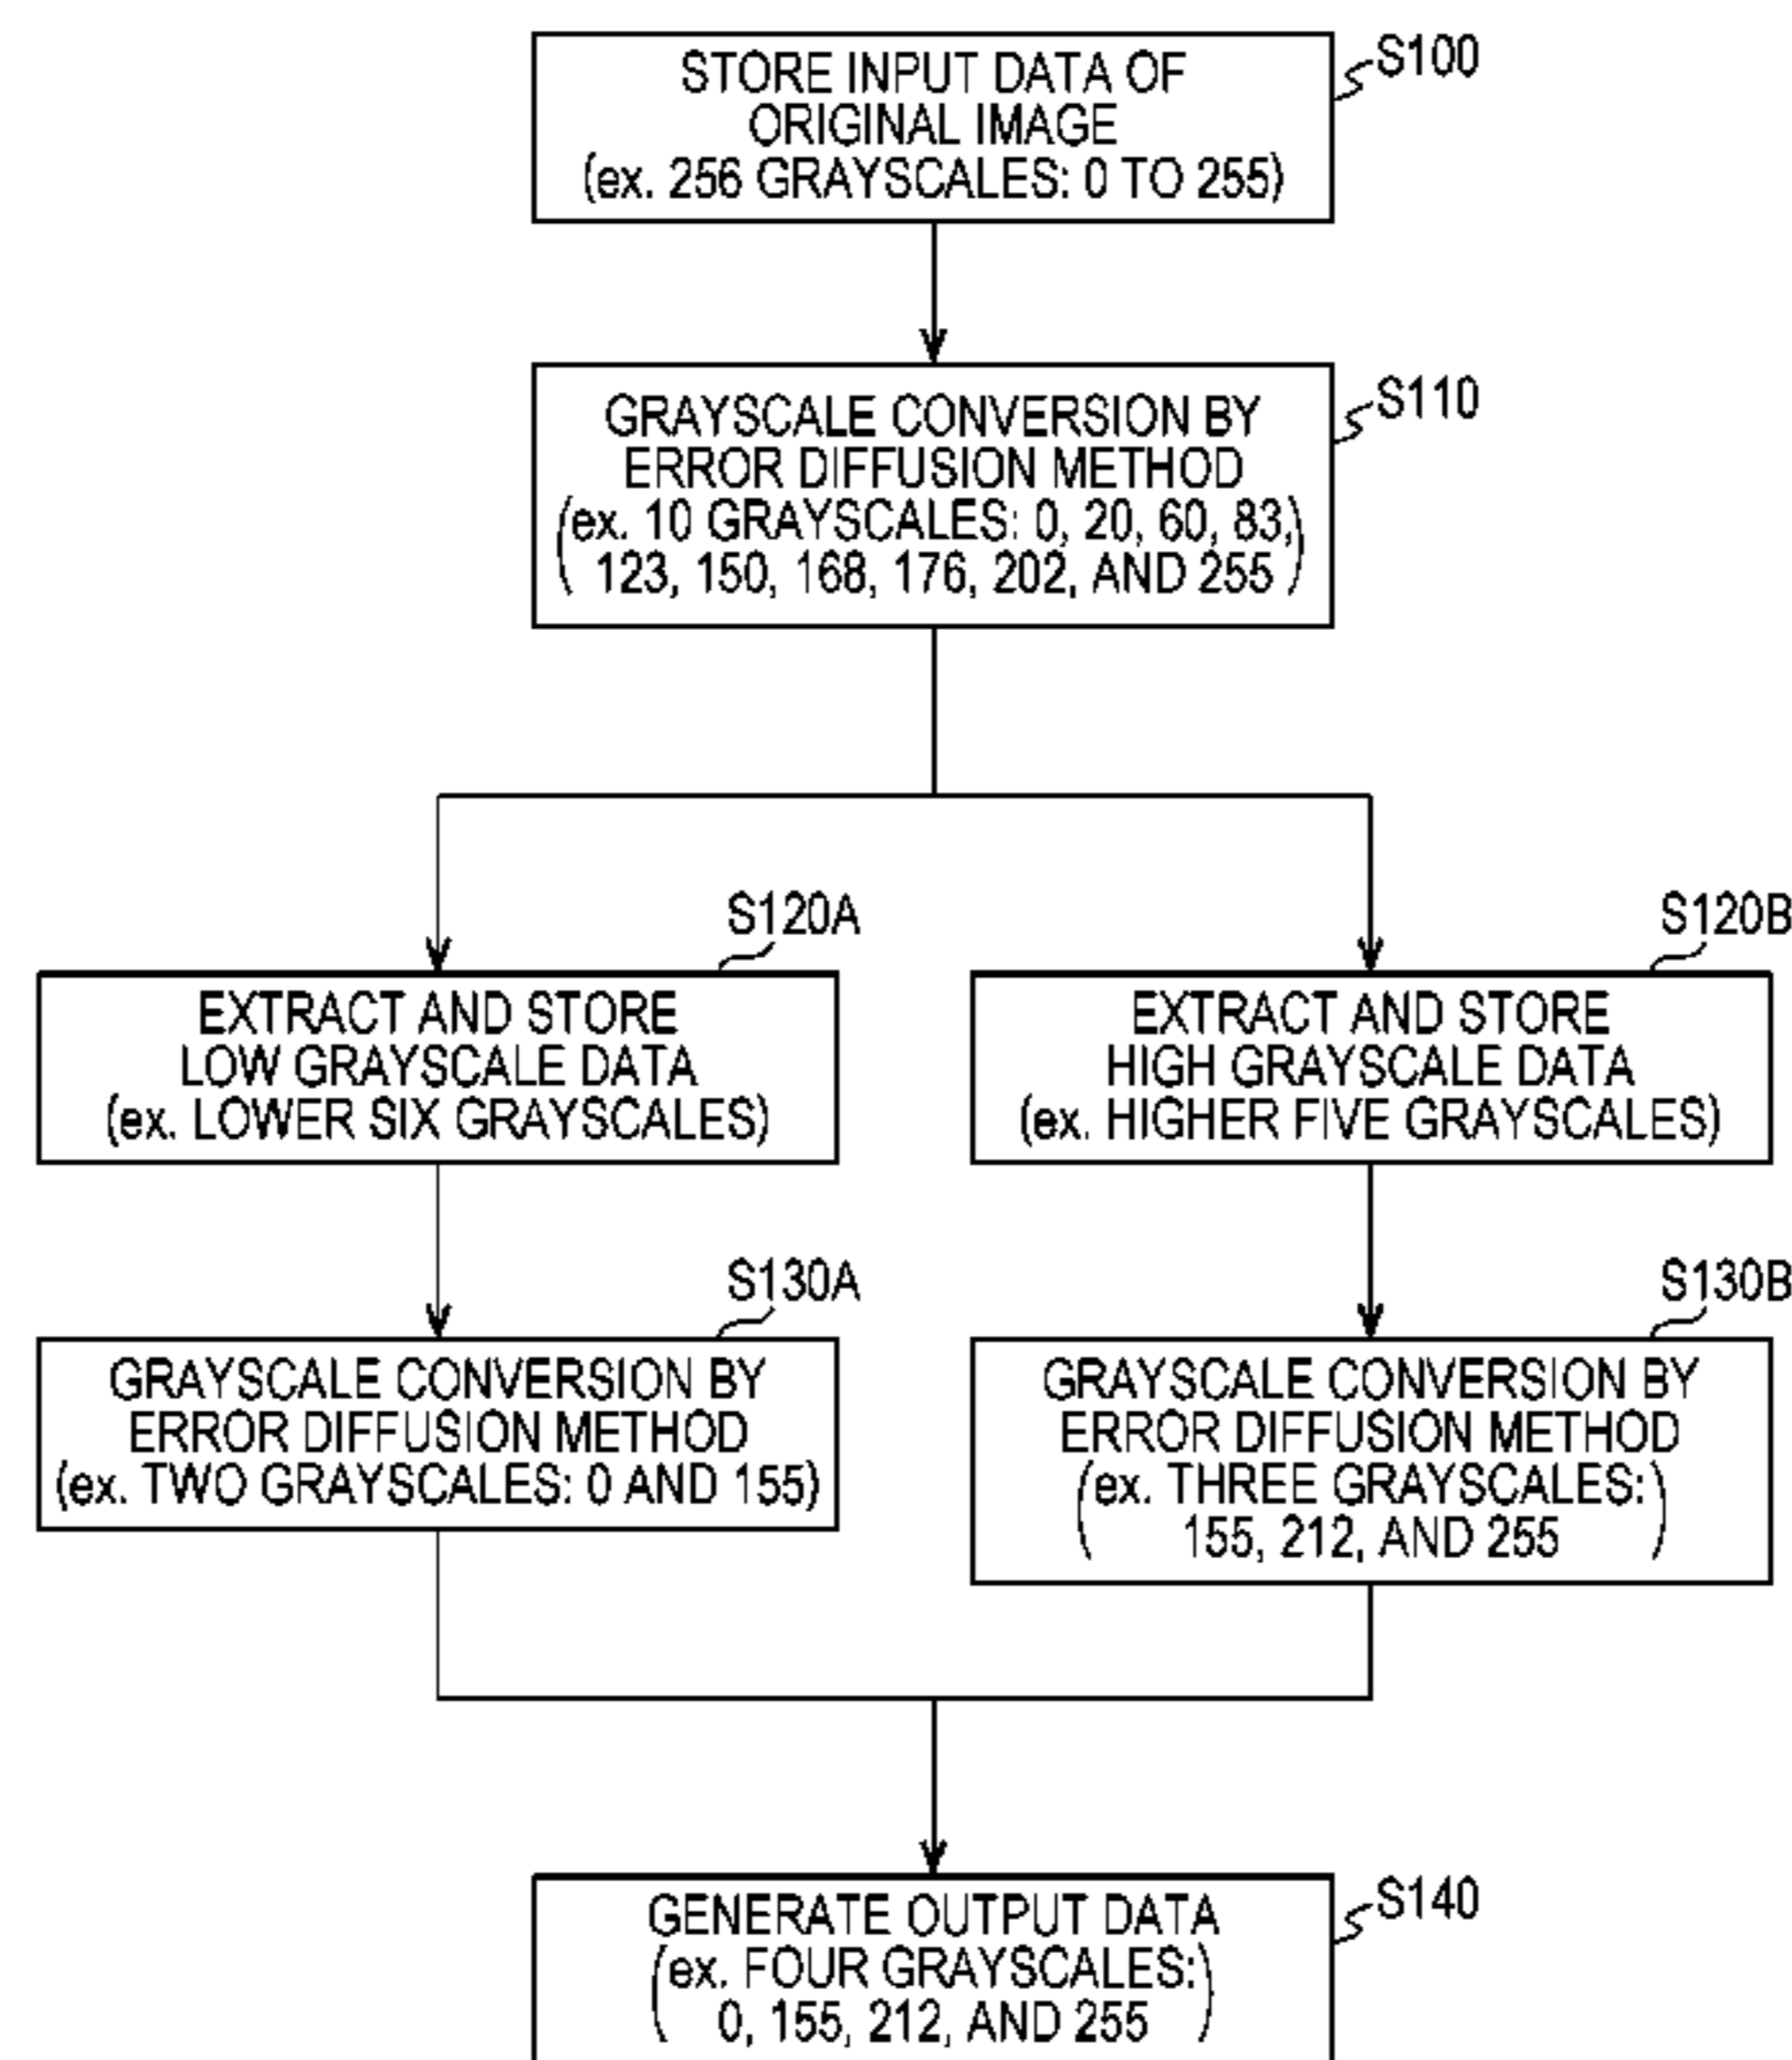 STORE INPUT DATA OF
ORIGINAL IMAGE
(ex. 256 GRAYSCALES: 0 TO 255)
S100
GRAYSCALE CONVERSION BY
ERROR DIFFUSION METHOD
(ex. 10 GRAYSCALES: 0, 20, 60, 83,
123, 150, 168, 176, 202, AND 255)
S110
S120A
EXTRACT AND STORE
LOW GRAYSCALE DATA
(ex. LOWER SIX GRAYSCALES)
S120B
EXTRACT AND STORE
HIGH GRAYSCALE DATA
(ex. HIGHER FIVE GRAYSCALES)
S130A
GRAYSCALE CONVERSION BY
ERROR DIFFUSION METHOD
(ex. TWO GRAYSCALES: 0 AND 155)
S130B
GRAYSCALE CONVERSION BY
ERROR DIFFUSION METHOD
(ex. THREE GRAYSCALES:
155, 212, AND 255)
GENERATE OUTPUT DATA
(ex. FOUR GRAYSCALES:
0, 155, 212, AND 255)
S140